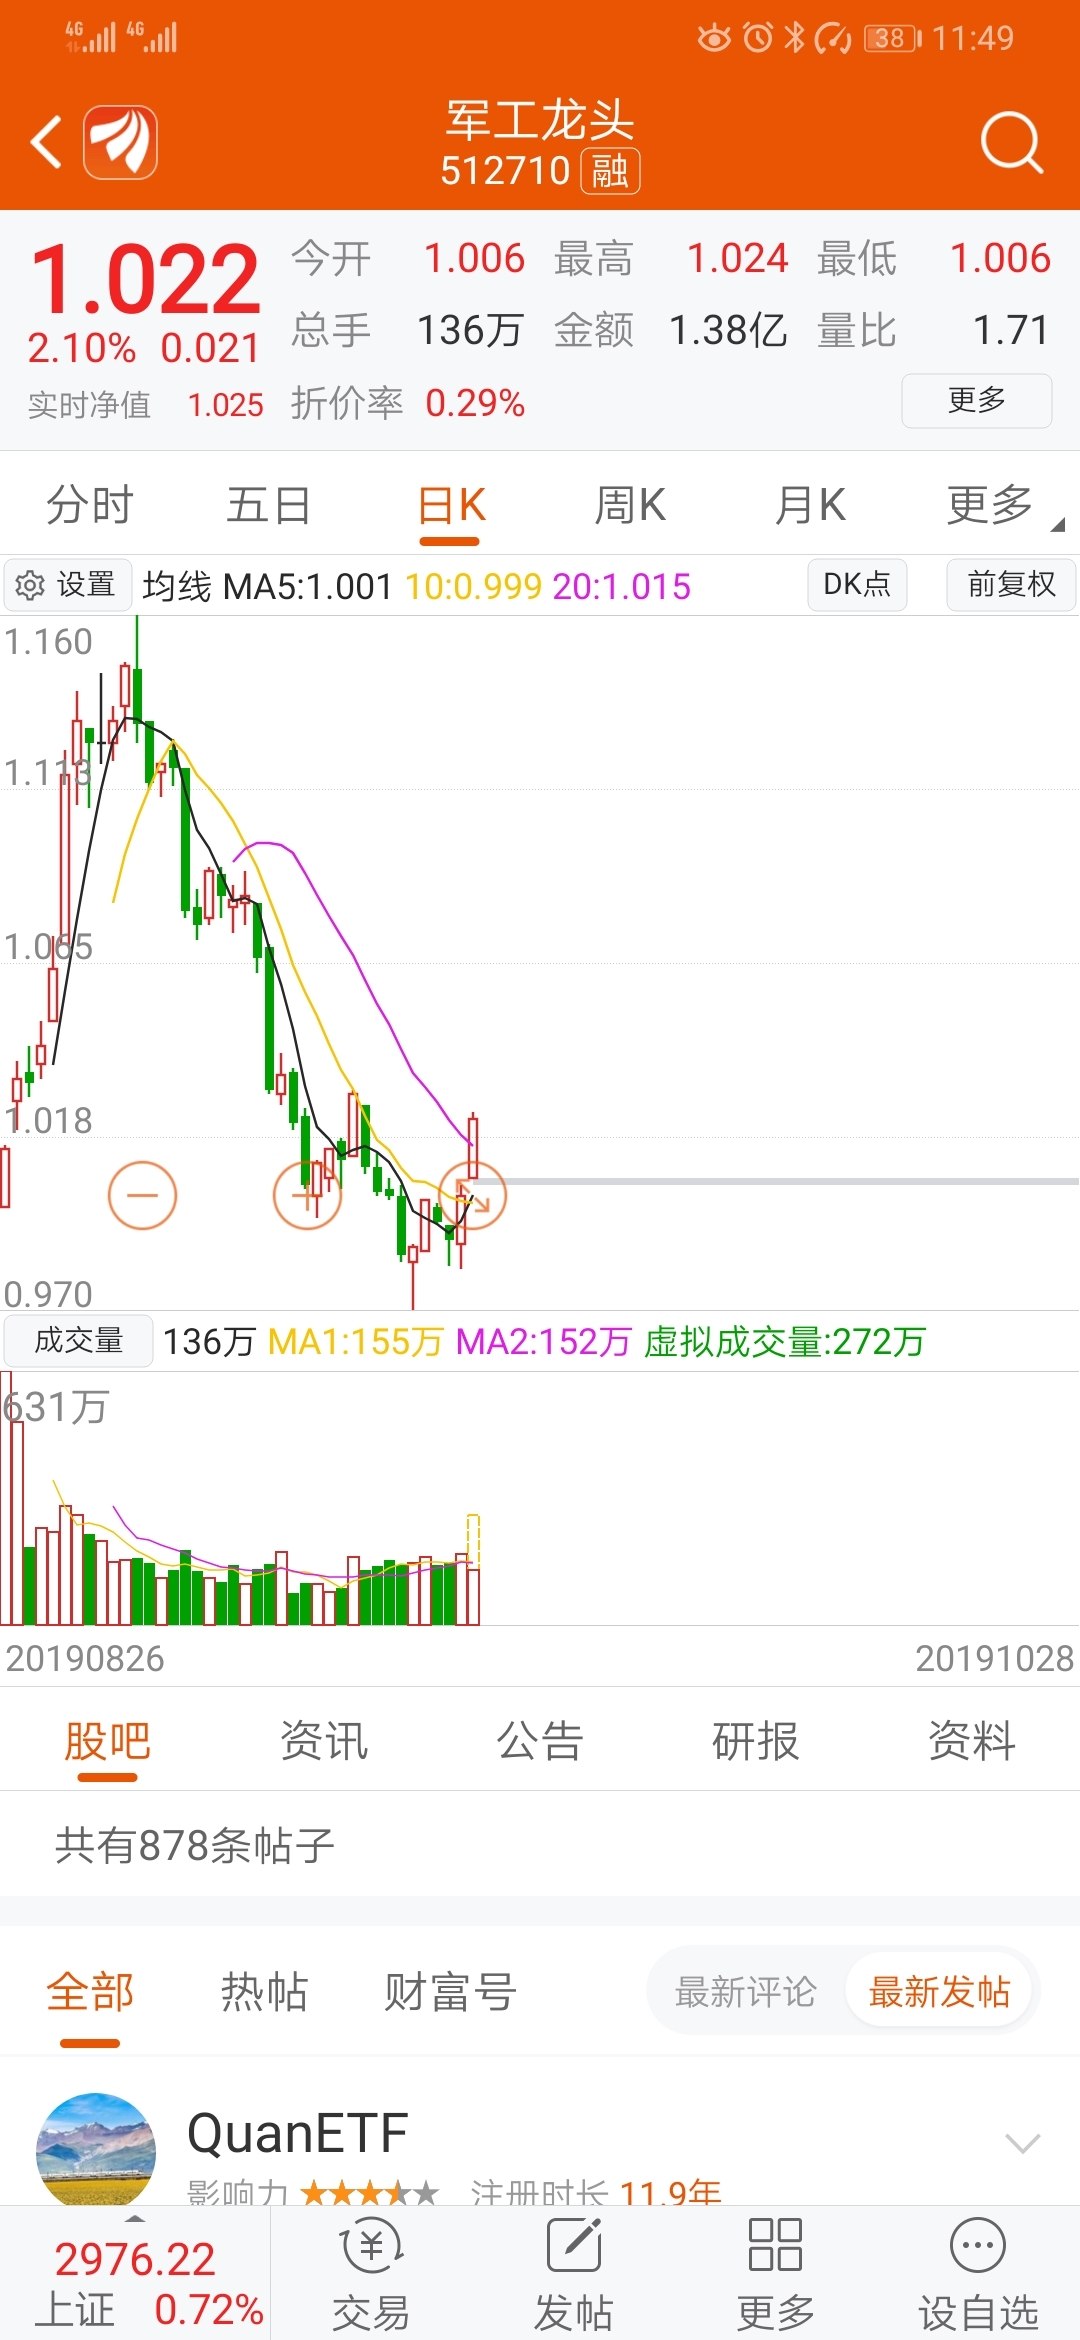 4G 4G 38 11:49
军工龙头
512710 融
1.022 今开 1.006 最高 1.024 最低 1.006
2.10% 0.021 总手 136万 金额 1.38亿 量比 1.71
实时净值 1.025 折价率 0.29% 更多
分时 五日 日K 周K 月K 更多
设置 均线 MA5:1.001 10:0.999 20:1.015 DK点 前复权
1.160
1.113
1.065
1.018
0.970
成交量 136万 MA1:155万 MA2:152万 虚拟成交量:272万
631万
20190826 20191028
股吧 资讯 公告 研报 资料
共有878条帖子
全部 热帖 财富号 最新评论 最新发帖
QuanETF
影响力 注册时长 11.9年
2976.22
上证 0.72% 交易 发帖 更多 设自选